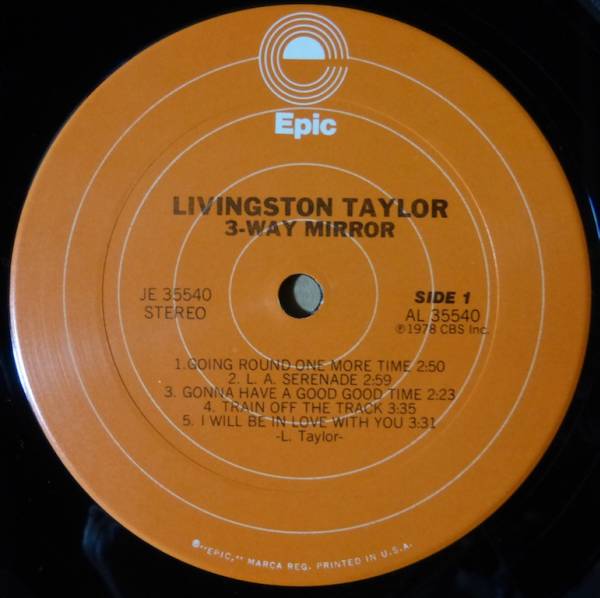 Epic
LIVINGSTON TAYLOR
3-WAY MIRROR
JE 35540
STEREO
SIDE 1
AL 35540
℗1978 CBS Inc.
1.GOING ROUND ONE MORE TIME 2:50
2. L. A. SERENADE 2:59
3. GONNA HAVE A GOOD GOOD TIME 2:23
4. TRAIN OFF THE TRACK 3:35
5. I WILL BE IN LOVE WITH YOU 3:31
-L. Taylor-
®"EPIC," MARCA REG. PRINTED IN U.S.A.